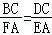 BC/FA = DC/EA